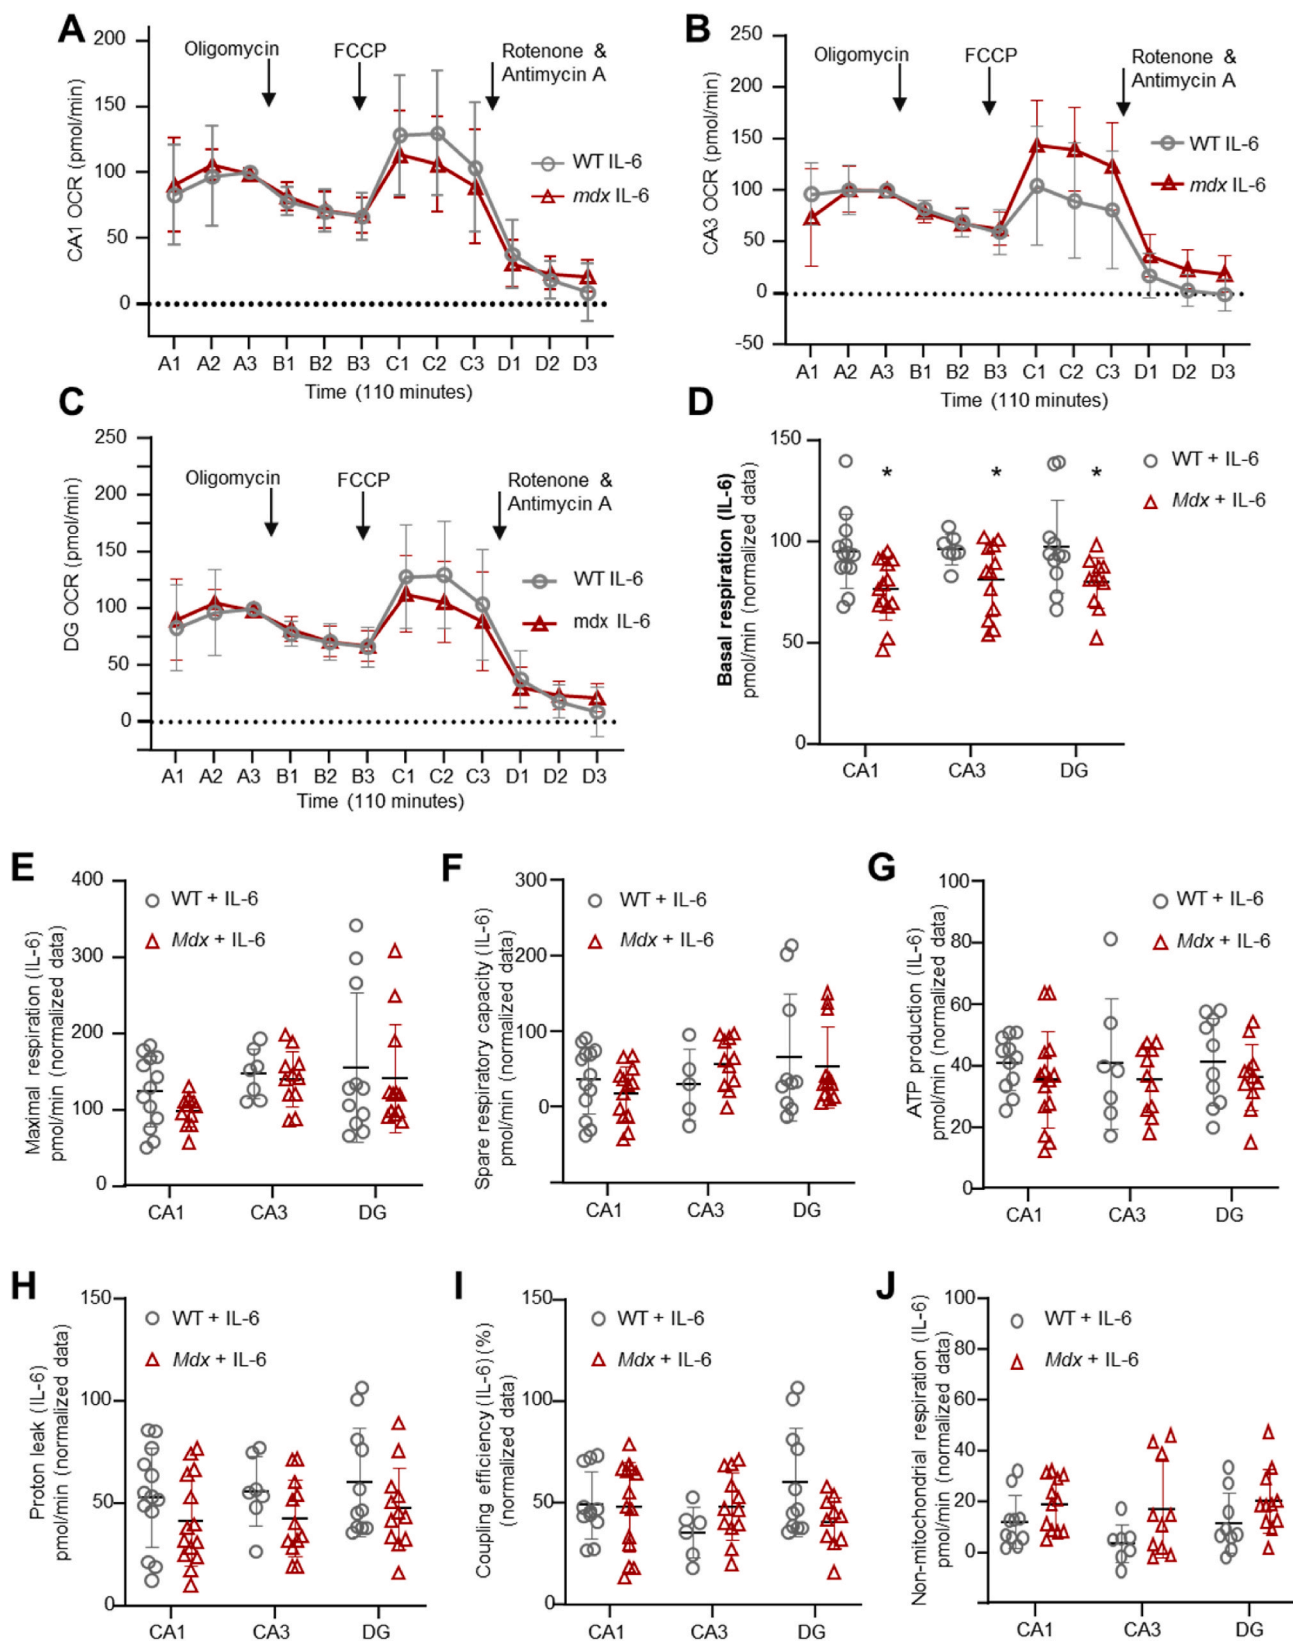 A
CA1 OCR (pmol/min)
200
150
100
50
0
Oligomycin
FCCP
Rotenone &
Antimycin A
WT IL-6
mdx IL-6
A1 A2 A3 B1 B2 B3 C1 C2 C3 D1 D2 D3
Time (110 minutes)
B
CA3 OCR (pmol/min)
250
200
150
100
50
0
-50
Oligomycin
FCCP
Rotenone &
Antimycin A
WT IL-6
mdx IL-6
A1 A2 A3 B1 B2 B3 C1 C2 C3 D1 D2 D3
Time (110 minutes)
C
DG OCR (pmol/min)
250
200
150
100
50
0
Oligomycin
FCCP
Rotenone &
Antimycin A
WT IL-6
mdx IL-6
A1 A2 A3 B1 B2 B3 C1 C2 C3 D1 D2 D3
Time (110 minutes)
D
Basal respiration (IL-6)
pmol/min (normalized data)
150
100
50
0
* * *
WT + IL-6
Mdx + IL-6
CA1 CA3 DG
E
Maximal respiration (IL-6)
pmol/min (normalized data)
400
300
200
100
0
WT + IL-6
Mdx + IL-6
CA1 CA3 DG
F
Spare respiratory capacity (IL-6)
pmol/min (normalized data)
300
200
100
0
WT + IL-6
Mdx + IL-6
CA1 CA3 DG
G
ATP production (IL-6)
pmol/min (normalized data)
100
80
60
40
20
0
WT + IL-6
Mdx + IL-6
CA1 CA3 DG
H
Proton leak (IL-6)
pmol/min (normalized data)
150
100
50
0
WT + IL-6
Mdx + IL-6
CA1 CA3 DG
I
Coupling efficiency (IL-6) (%)
(normalized data)
150
100
50
0
WT + IL-6
Mdx + IL-6
CA1 CA3 DG
J
Non-mitochondrial respiration (IL-6)
pmol/min (normalized data)
100
80
60
40
20
0
WT + IL-6
Mdx + IL-6
CA1 CA3 DG